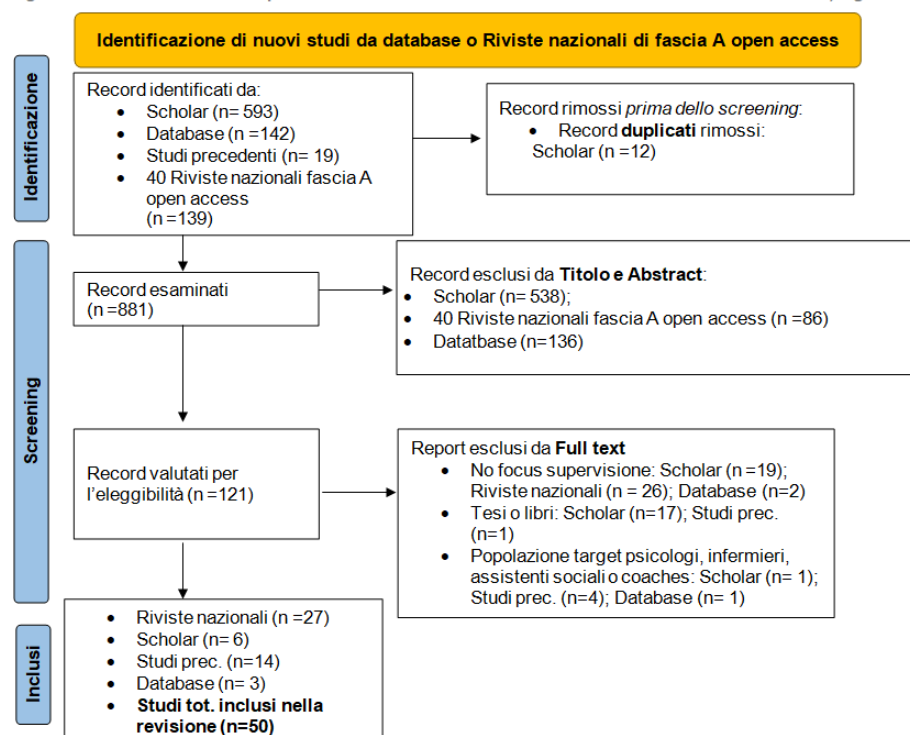 Identificazione di nuovi studi da database o Riviste nazionali di fascia A open access
Identificazione
Record identificati da:
• Scholar (n= 593)
• Database (n =142)
• Studi precedenti (n= 19)
• 40 Riviste nazionali fascia A
open access
(n =139)
Record rimossi prima dello screening:
• Record duplicati rimossi:
Scholar (n =12)
Screening
Record esaminati
(n =881)
Record esclusi da Titolo e Abstract:
• Scholar (n= 538);
• 40 Riviste nazionali fascia A open access (n =86)
• Datatbase (n=136)
Record valutati per
l'eleggibilità (n =121)
Report esclusi da Full text
• No focus supervisione: Scholar (n =19);
Riviste nazionali (n = 26); Database (n=2)
• Tesi o libri: Scholar (n=17); Studi prec.
(n=1)
• Popolazione target psicologi, infermieri,
assistenti sociali o coaches: Scholar (n= 1);
Studi prec. (n=4); Database (n= 1)
Inclusi
• Riviste nazionali (n =27)
• Scholar (n= 6)
• Studi prec. (n=14)
• Database (n= 3)
• Studi tot. inclusi nella
revisione (n=50)